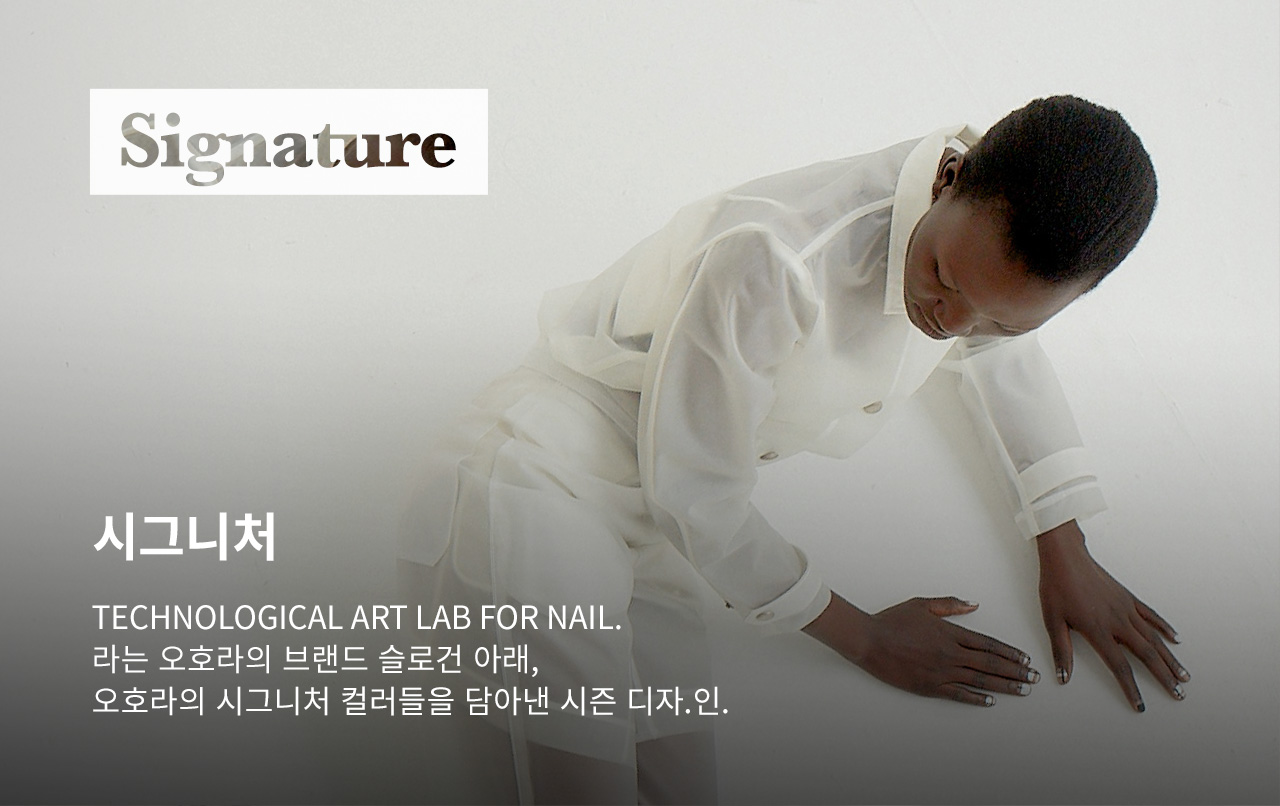 Signature
시그니처
TECHNOLOGICAL ART LAB FOR NAIL.
라는 오호라의 브랜드 슬로건 아래,
오호라의 시그니처 컬러들을 담아낸 시즌 디자.인.